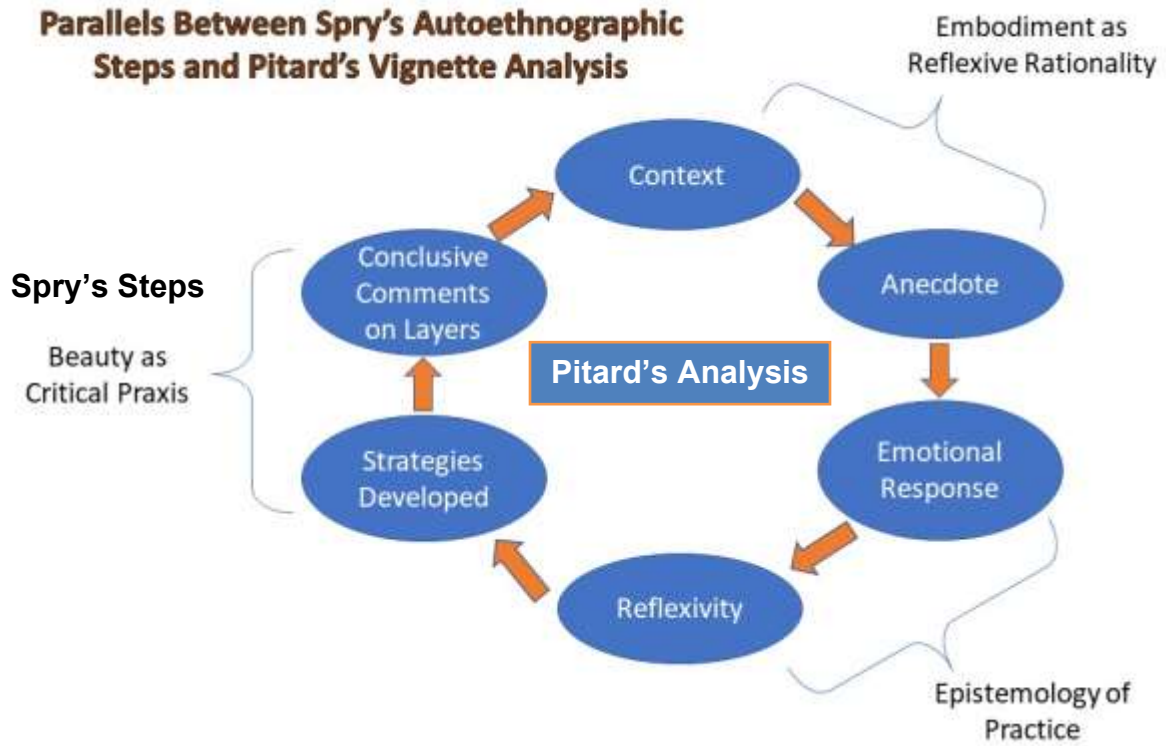 Parallels Between Spry’s Autoethnographic
Steps and Pitard’s Vignette Analysis
Embodiment as
Reflexive Rationality
Context
Anecdote
Emotional
Response
Epistemology of
Practice
Reflexivity
Strategies
Developed
Conclusive
Comments
on Layers
Spry’s Steps
Beauty as
Critical Praxis
Pitard’s Analysis